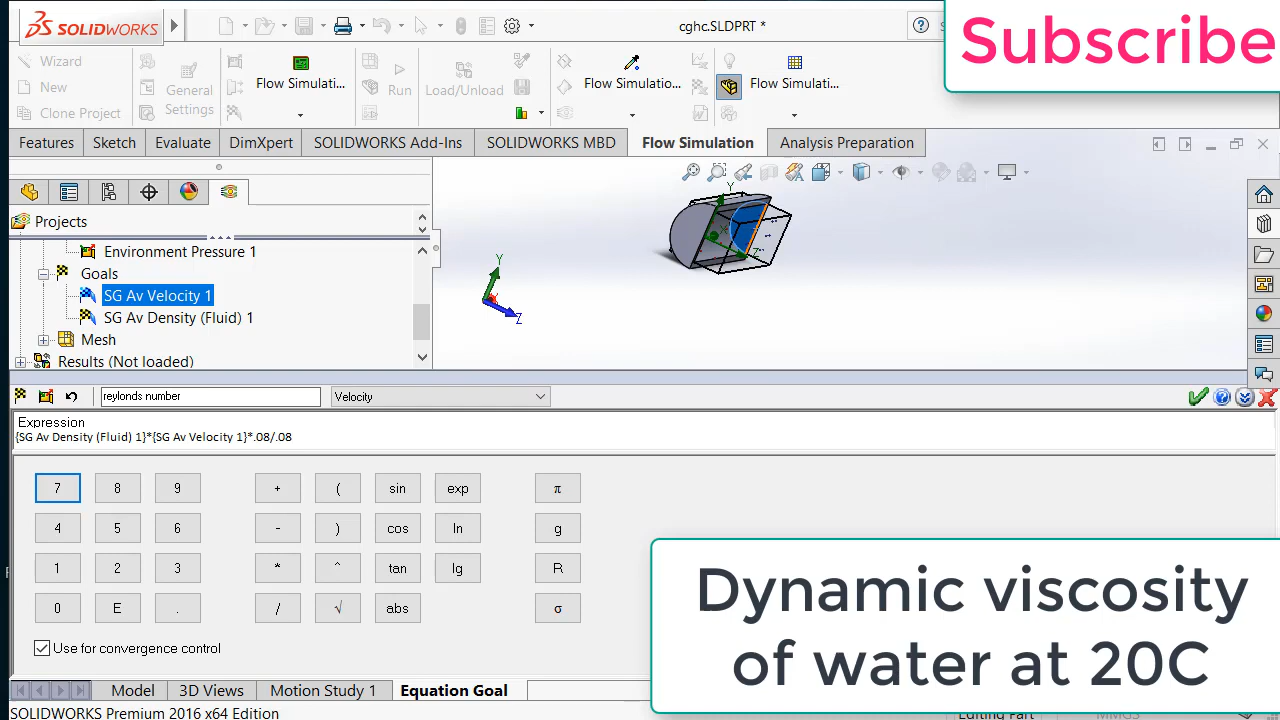 SOLIDWORKS
cghc.SLDPRT *
Subscribe
Wizard
New
Clone Project
General
Settings
Flow Simulati...
Run
Load/Unload
Flow Simulation...
Flow Simulati...
Features
Sketch
Evaluate
DimXpert
SOLIDWORKS Add-Ins
SOLIDWORKS MBD
Flow Simulation
Analysis Preparation
Projects
Environment Pressure 1
Goals
SG Av Velocity 1
SG Av Density (Fluid) 1
Mesh
Results (Not loaded)
Y
X
Z
Y
Z
reylonds number
Velocity
Expression
{SG Av Density (Fluid) 1}*{SG Av Velocity 1}*.08/.08
7 8 9 + ( sin exp π
4 5 6 - ) cos ln g
1 2 3 * ^ tan lg R
0 E . / √ abs σ
Use for convergence control
Dynamic viscosity
of water at 20C
Model
3D Views
Motion Study 1
Equation Goal
SOLIDWORKS Premium 2016 x64 Edition
Editing Part
MMGS